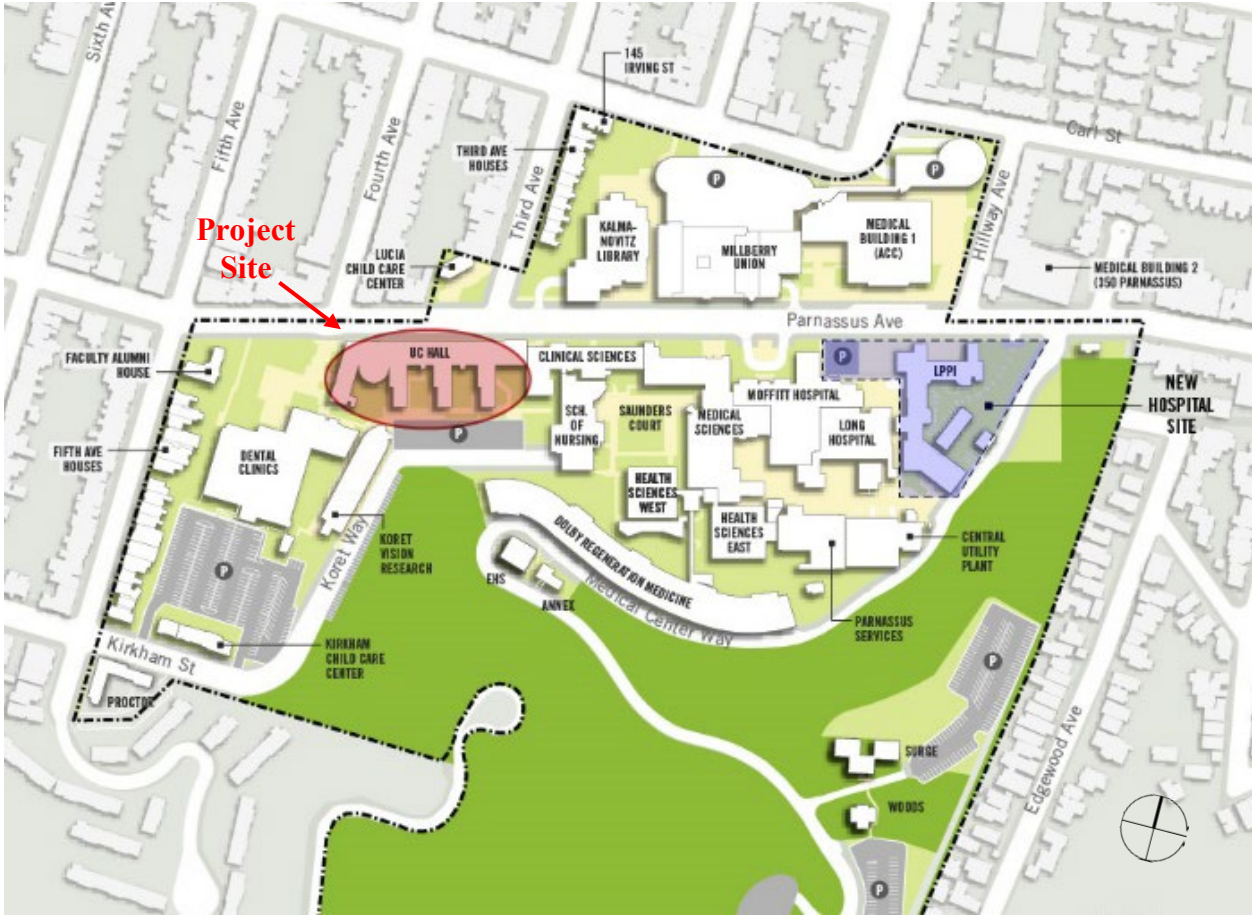 Sixth Av
Fifth Ave
Fourth Ave
Third Ave
145
IRVING ST
THIRD AVE
HOUSES
Carl St
Hillway Ave
P
P
KALMA-
NOVITZ
LIBRARY
MILLBERRY
UNION
MEDICAL
BUILDING 1
(ACC)
MEDICAL BUILDING 2
(350 PARNASSUS)
Project
Site
LUCIA
CHILD CARE
CENTER
Parnassus Ave
FACULTY ALUMNI
HOUSE
UC HALL
CLINICAL SCIENCES
P
LPPI
NEW
HOSPITAL
SITE
MOFFITT HOSPITAL
SCH.
OF
NURSING
SAUNDERS
COURT
MEDICAL
SCIENCES
LONG
HOSPITAL
P
FIFTH AVE
HOUSES
DENTAL
CLINICS
HEALTH
SCIENCES
WEST
HEALTH
SCIENCES
EAST
KORET
VISION
RESEARCH
Koret Way
DOLBY REGENERATION MEDICINE
CENTRAL
UTILITY
PLANT
EHS
ANNEX
Medical Center Way
PARNASSUS
SERVICES
P
Kirkham St
KIRKHAM
CHILD CARE
CENTER
PROCTOR
P
SURGE
WOODS
Edgewood Ave
P